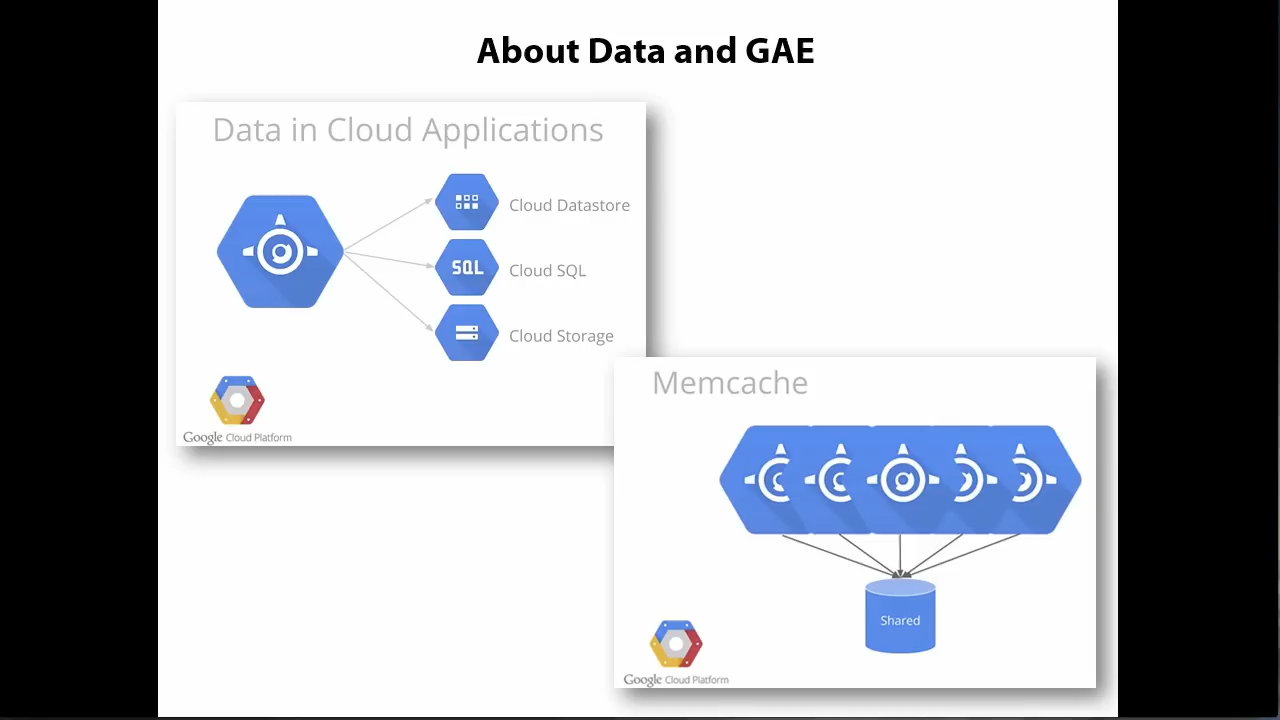 About Data and GAE
Data in Cloud Applications
Cloud Datastore
SQL
Cloud SQL
Cloud Storage
Google Cloud Platform
Memcache
Shared
Google Cloud Platform